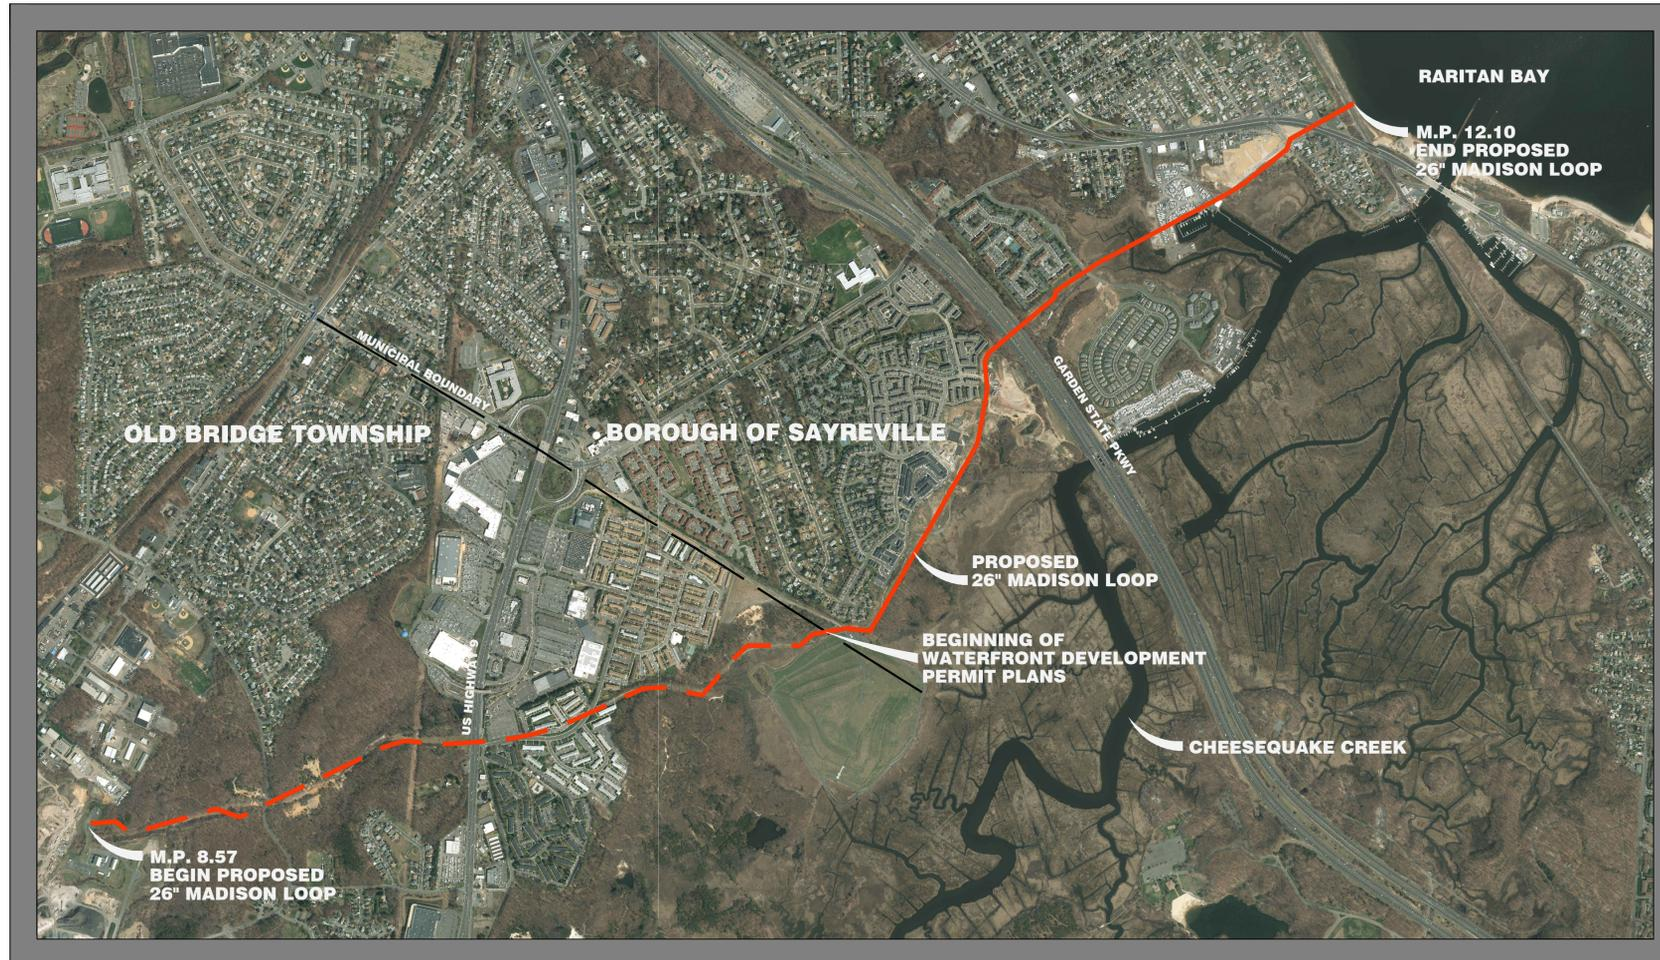 RARITAN BAY
M.P. 12.10
END PROPOSED
26" MADISON LOOP
MUNICIPAL BOUNDARY
GARDEN STATE PKWY
OLD BRIDGE TOWNSHIP
BOROUGH OF SAYREVILLE
PROPOSED
26" MADISON LOOP
BEGINNING OF
WATERFRONT DEVELOPMENT
PERMIT PLANS
US HIGHWAY 9
CHEESEQUAKE CREEK
M.P. 8.57
BEGIN PROPOSED
26" MADISON LOOP